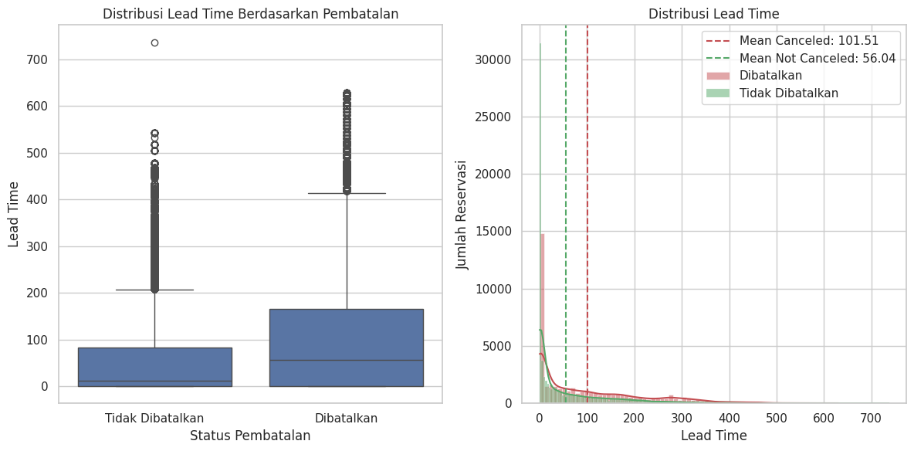 Distribusi Lead Time Berdasarkan Pembatalan
700
600
500
400
300
200
100
0
Lead Time
Tidak Dibatalkan
Dibatalkan
Status Pembatalan
Distribusi Lead Time
Mean Canceled: 101.51
Mean Not Canceled: 56.04
Dibatalkan
Tidak Dibatalkan
30000
25000
20000
15000
10000
5000
0
Jumlah Reservasi
0 100 200 300 400 500 600 700
Lead Time